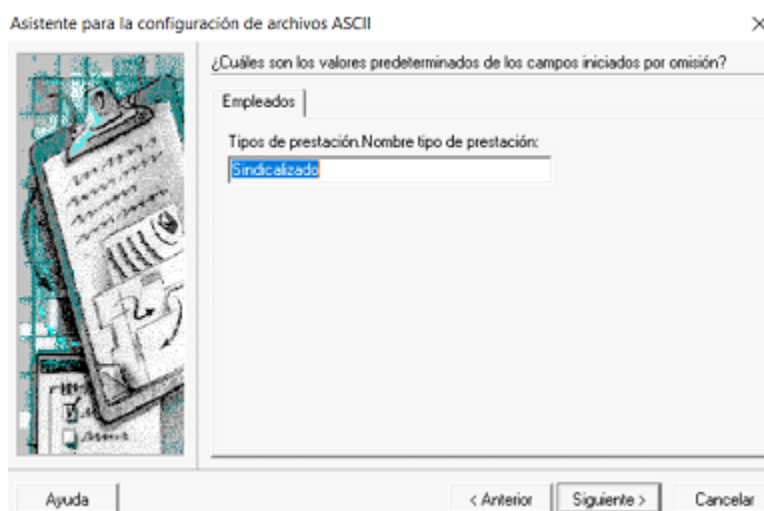 Asistente para la configuración de archivos ASCII
¿Cuáles son los valores predeterminados de los campos iniciados por omisión?
Empleados
Tipos de prestación.Nombre tipo de prestación:
Sindicalizado
Ayuda
< Anterior
Siguiente >
Cancelar